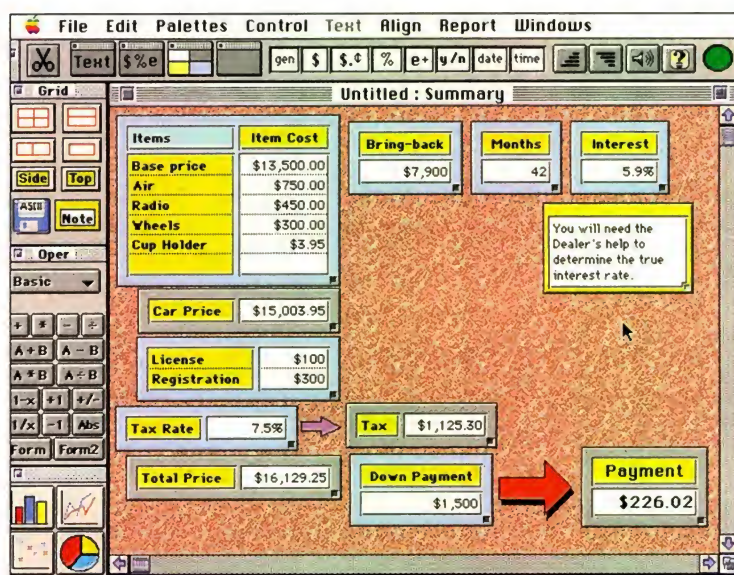 File Edit Palettes Control Text Align Report Windows
Text $%e gen $ $.¢ % e+ y/n date time ?
Grid
Untitled : Summary
Side Top
ASCII Note
Oper
Basic
+ * - ÷
A+B A-B
A*B A÷B
1-x +1 +/-
1/x -1 Abs
Form Form2
Items Item Cost
Base price $13,500.00
Air $750.00
Radio $450.00
Wheels $300.00
Cup Holder $3.95
Bring-back
$7,900
Months
42
Interest
5.9%
You will need the
Dealer's help to
determine the true
interest rate.
Car Price $15,003.95
License $100
Registration $300
Tax Rate 7.5%
Tax $1,125.30
Total Price $16,129.25
Down Payment
$1,500
Payment
$226.02